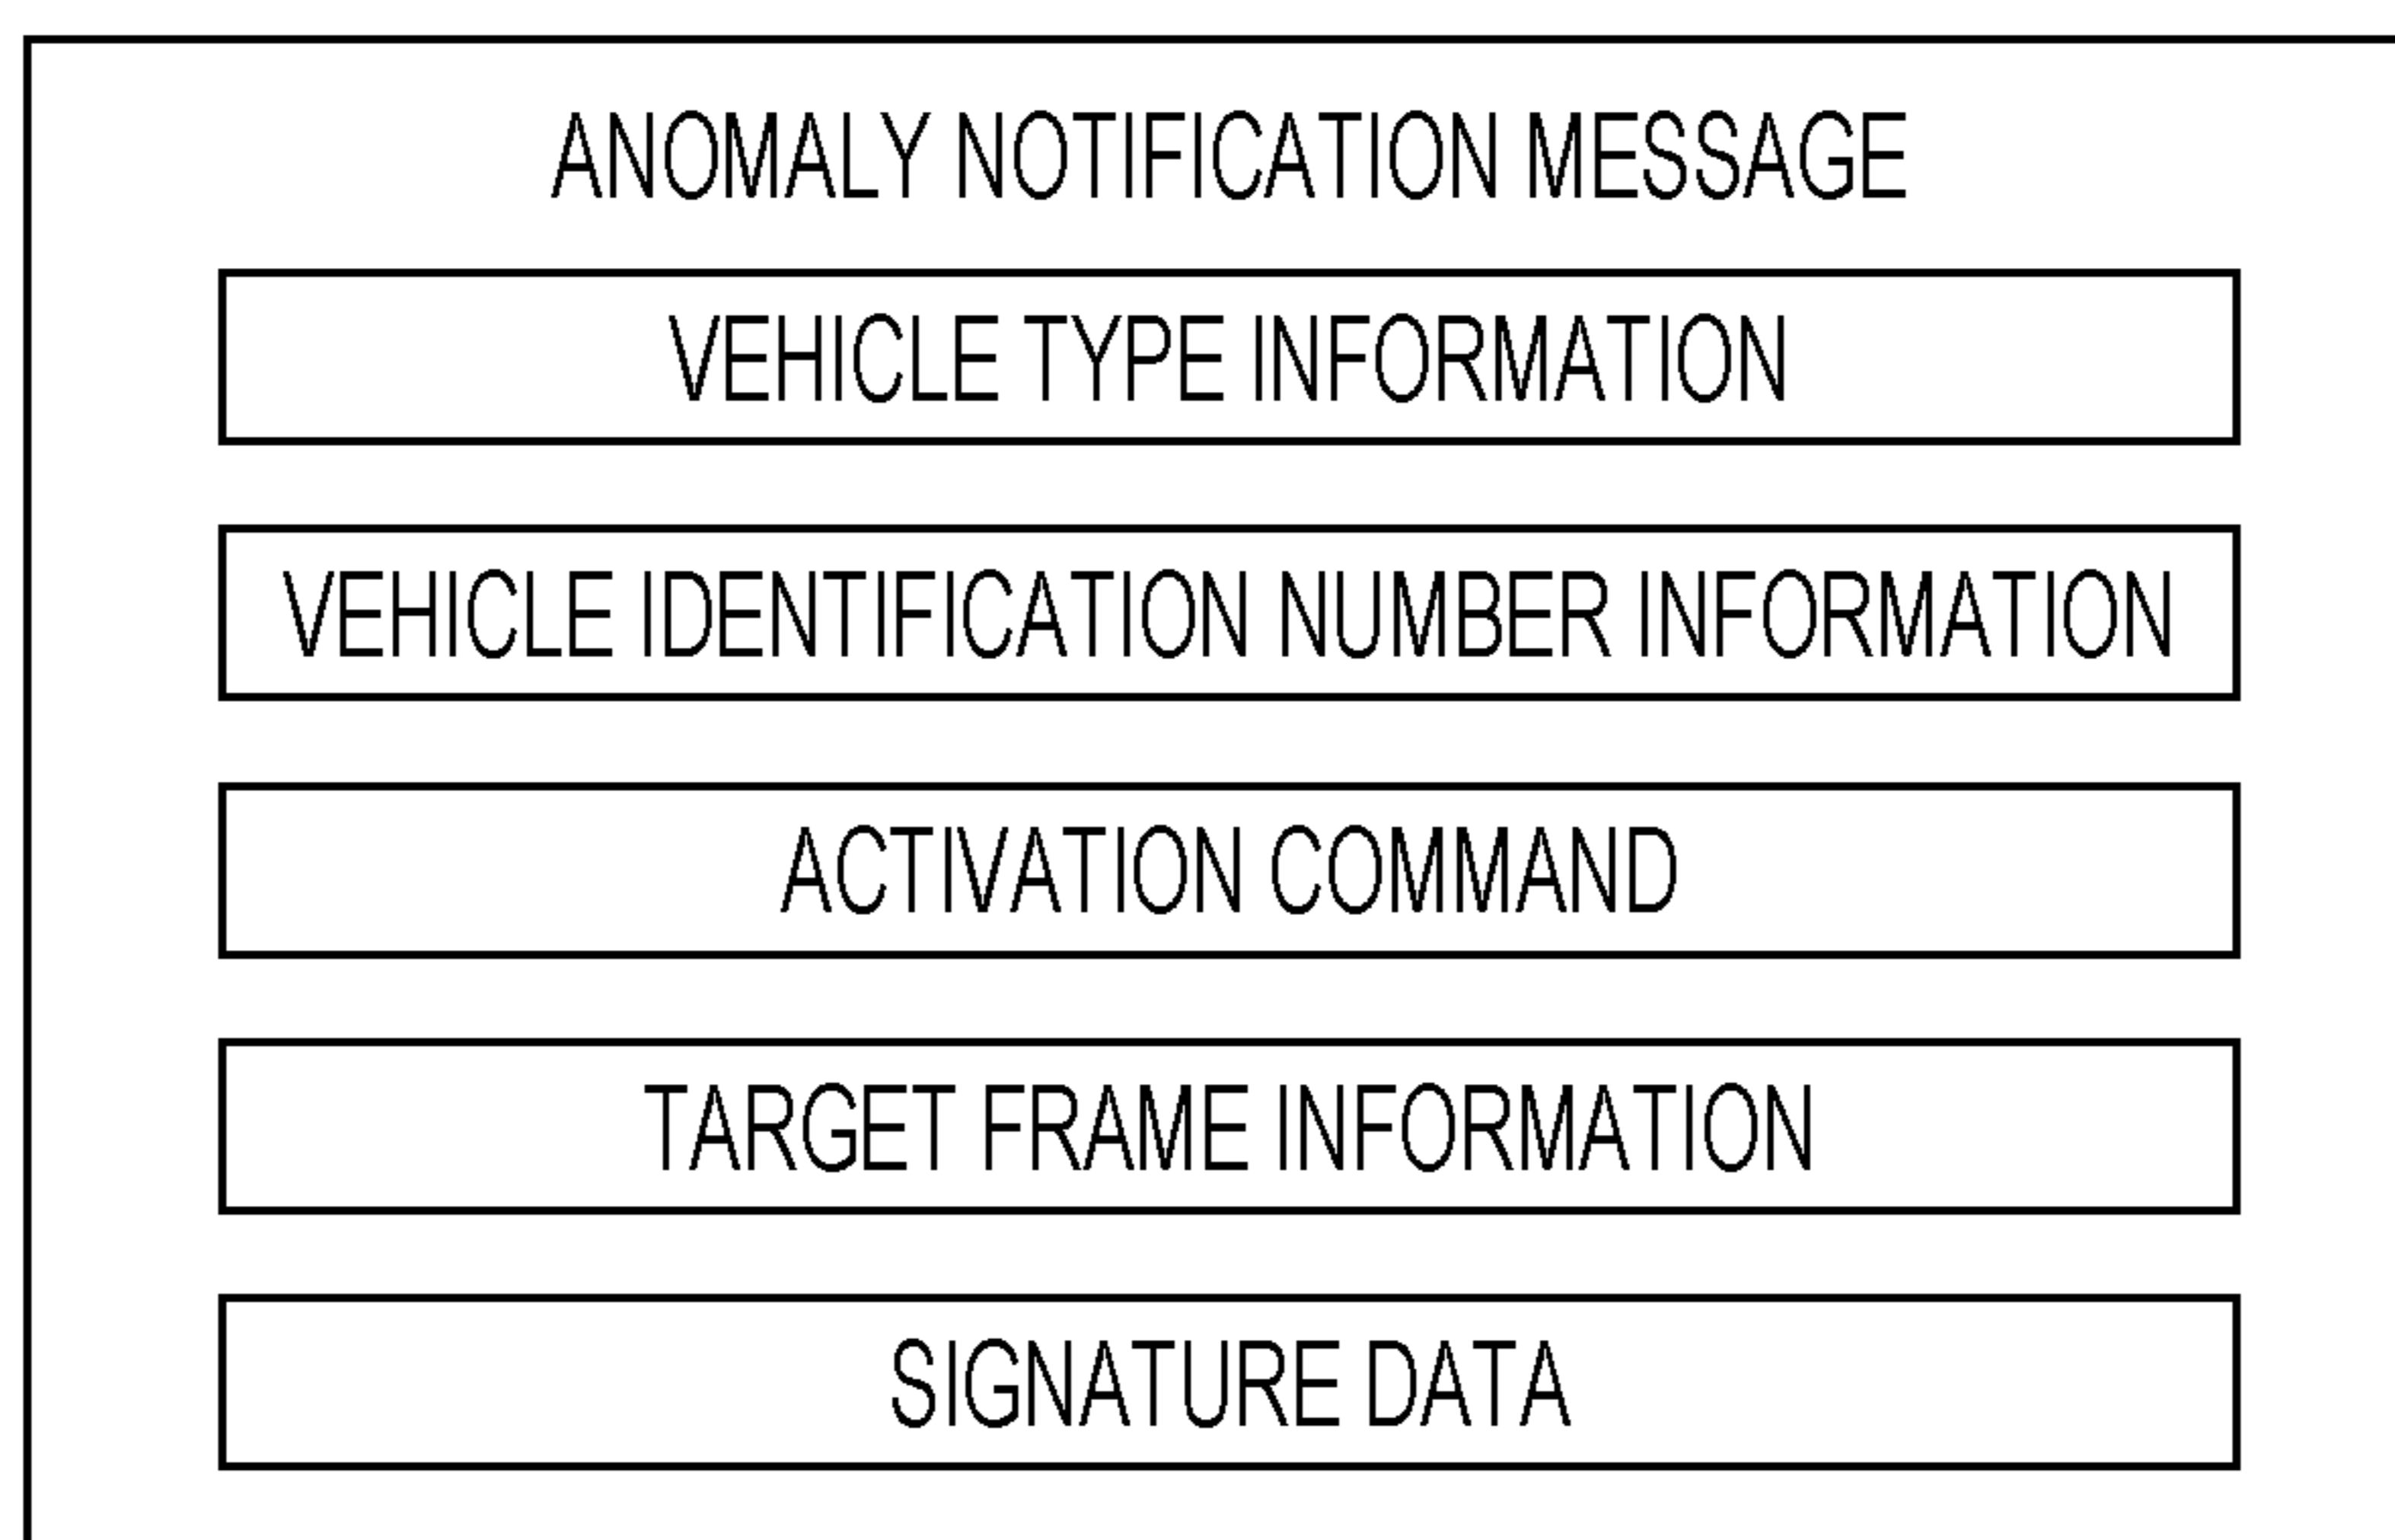 ANOMALY NOTIFICATION MESSAGE
VEHICLE TYPE INFORMATION
VEHICLE IDENTIFICATION NUMBER INFORMATION
ACTIVATION COMMAND
TARGET FRAME INFORMATION
SIGNATURE DATA